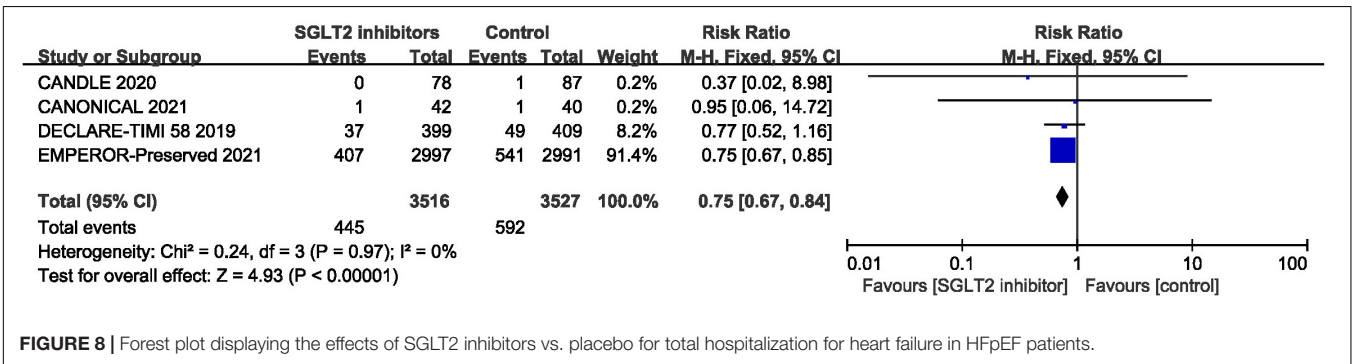 SGLT2 inhibitors Control Risk Ratio Risk Ratio
Study or Subgroup Events Total Events Total Weight M-H. Fixed. 95% CI M-H. Fixed. 95% CI
CANDLE 2020 0 78 1 87 0.2% 0.37 [0.02, 8.98]
CANONICAL 2021 1 42 1 40 0.2% 0.95 [0.06, 14.72]
DECLARE-TIMI 58 2019 37 399 49 409 8.2% 0.77 [0.52, 1.16]
EMPEROR-Preserved 2021 407 2997 541 2991 91.4% 0.75 [0.67, 0.85]
Total (95% CI) 3516 3527 100.0% 0.75 [0.67, 0.84]
Total events 445 592
Heterogeneity: Chi² = 0.24, df = 3 (P = 0.97); I² = 0%
Test for overall effect: Z = 4.93 (P < 0.00001)
0.01 0.1 1 10 100
Favours [SGLT2 inhibitor] Favours [control]
FIGURE 8 | Forest plot displaying the effects of SGLT2 inhibitors vs. placebo for total hospitalization for heart failure in HFpEF patients.